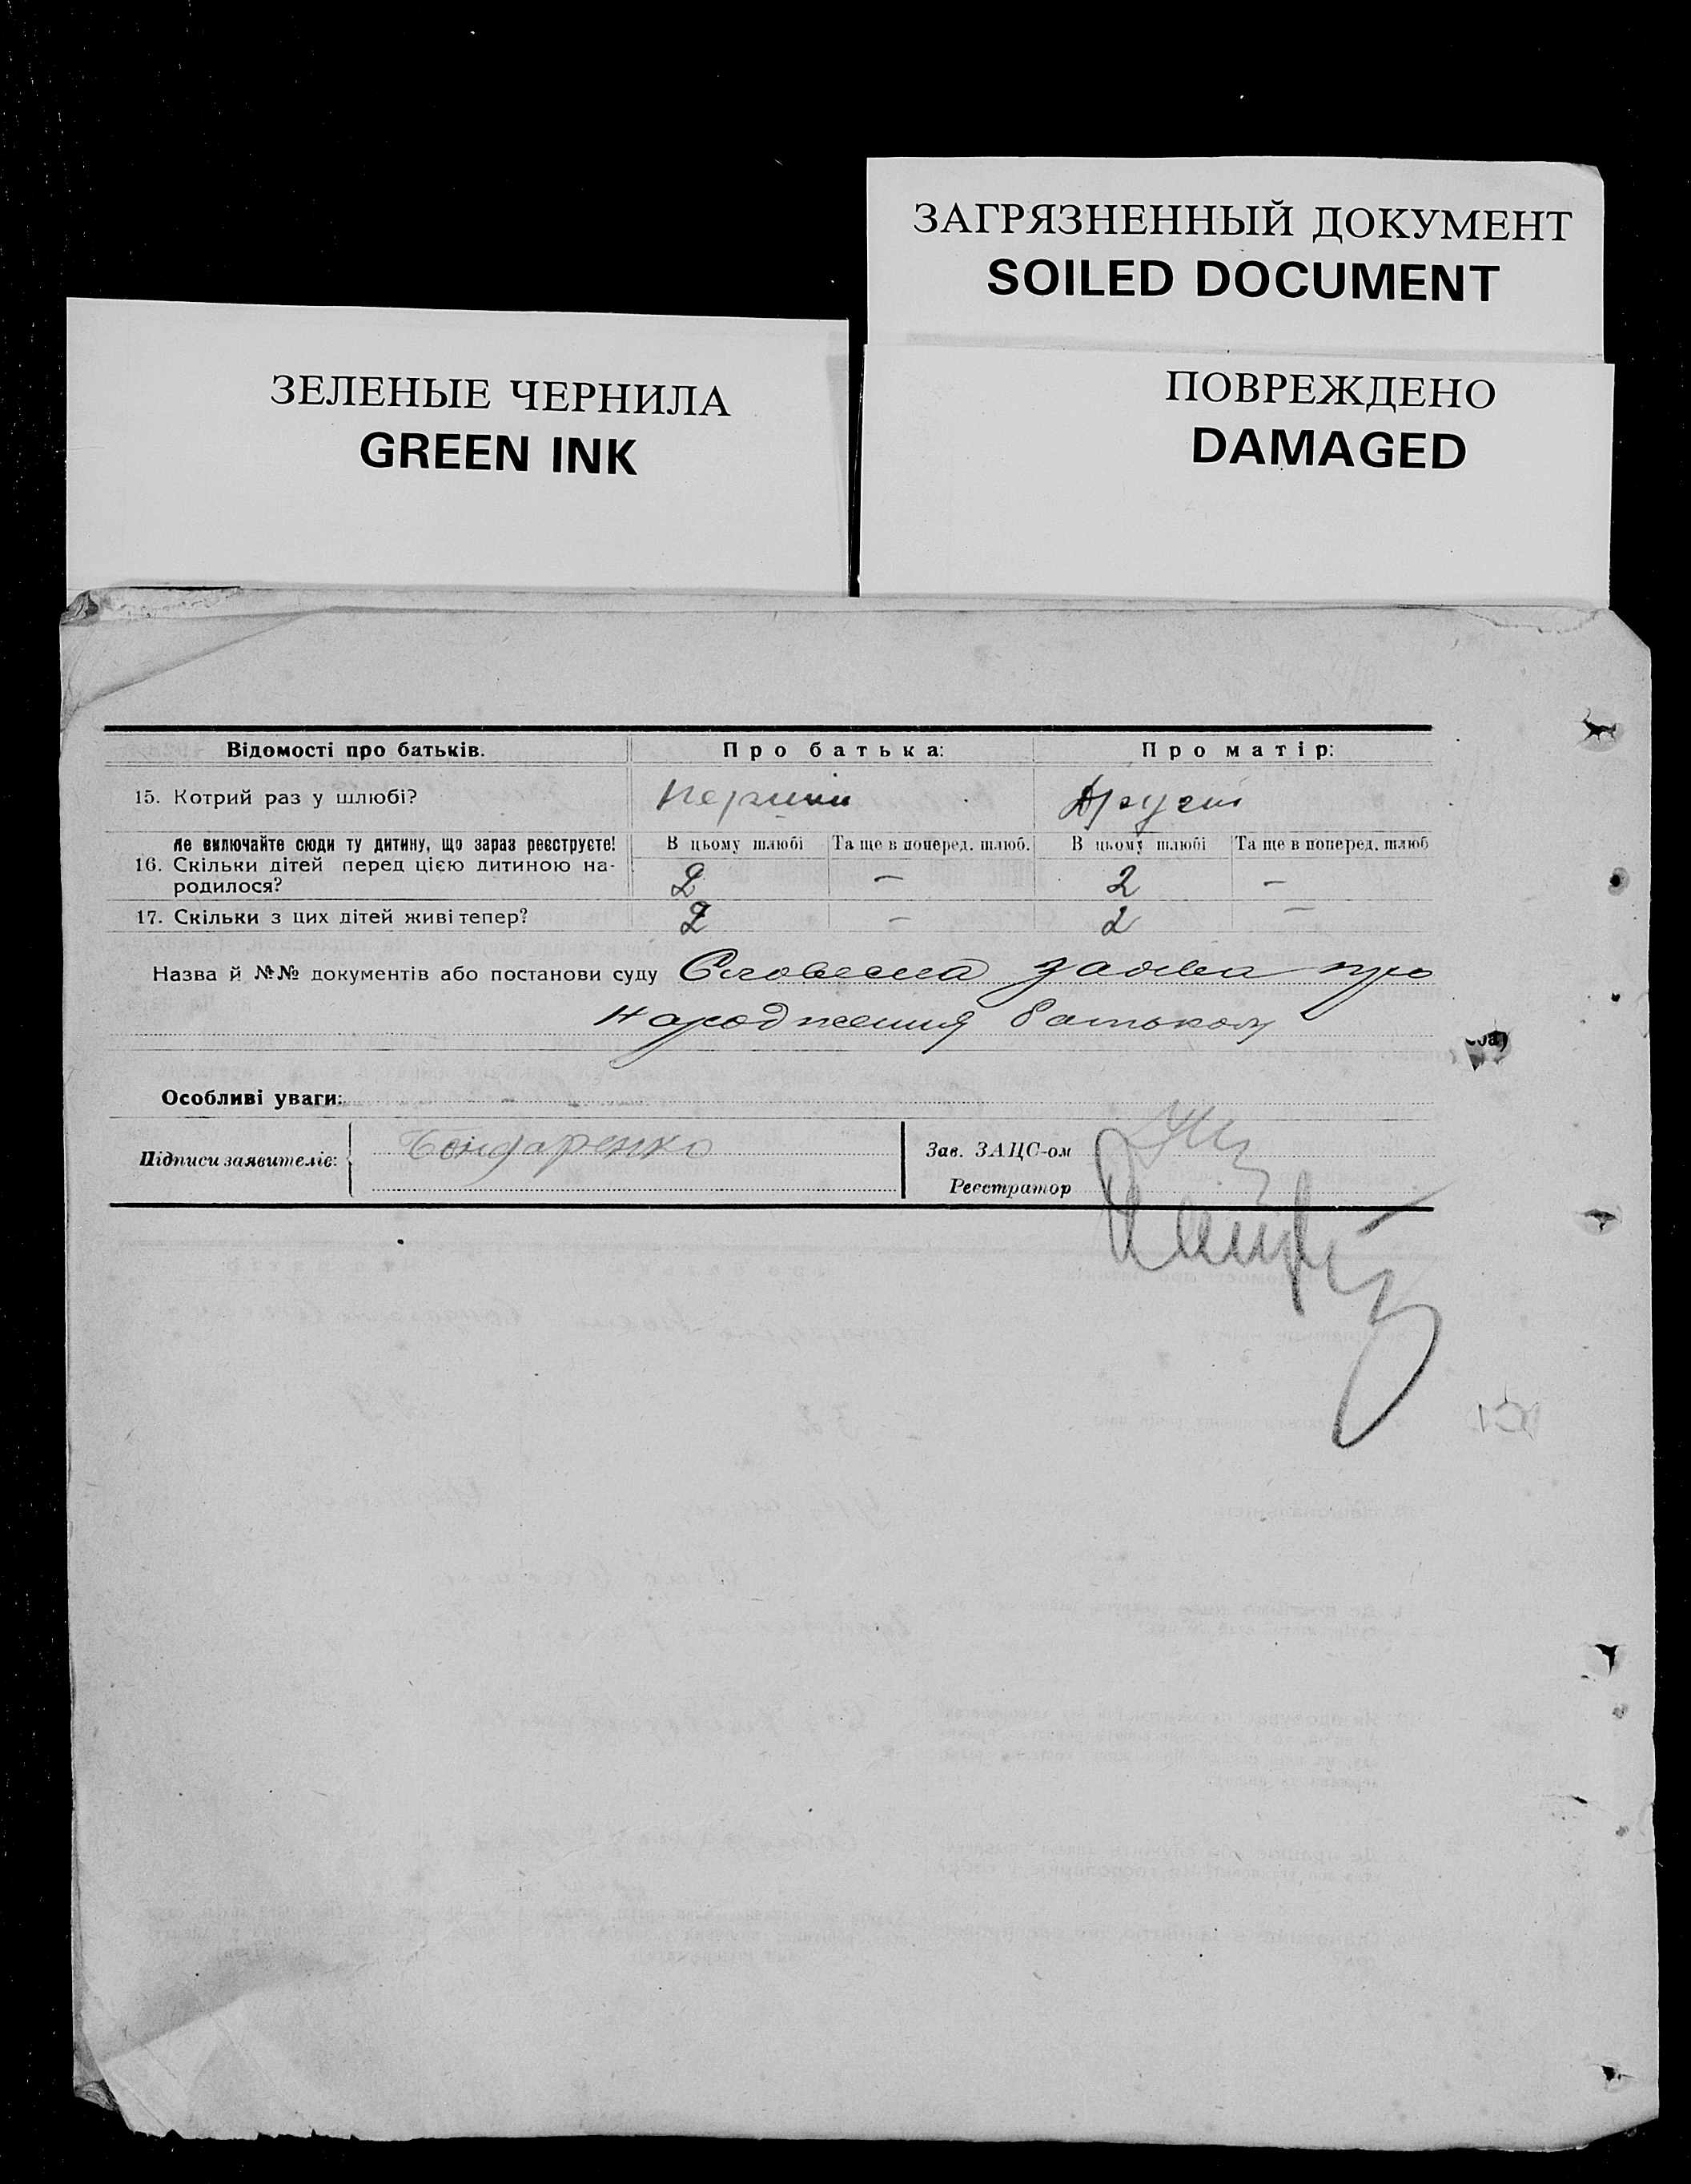 ЗАГРЯЗНЕННЫЙ ДОКУМЕНТ
SOILED DOCUMENT
ЗЕЛЕНЫЕ ЧЕРНИЛА
GREEN INK
ПОВРЕЖДЕНО
DAMAGED
Відомості про батьків. Про батька: Про матір:
15. Котрий раз у шлюбі? перший другий
Не включайте сюди ту дитину, що зараз реєструєте! В цьому шлюбі Та ще в поперед. шлюб. В цьому шлюбі Та ще в поперед. шлюб
16. Скільки дітей перед цією дитиною на-
родилося? 2 — 2 —
17. Скільки з цих дітей живі тепер? 2 — 2 —
Назва й №№ документів або постанови суду Словесна заява про
народження батьком
Особливі уваги:
Підписи заявителів: Бондаренко Зав. ЗАЦС-ом
Реєстратор